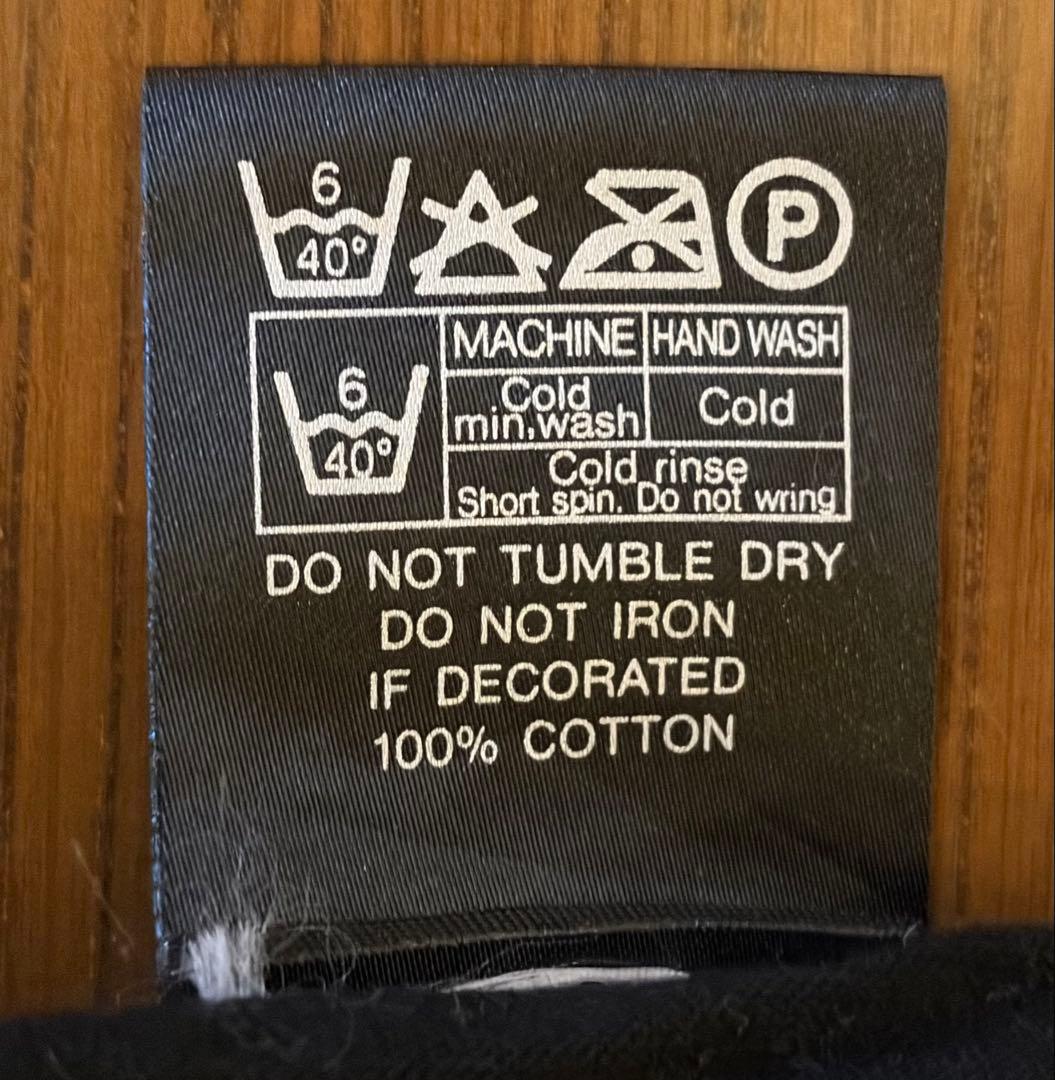 6
40°
P
MACHINE HAND WASH
6
40°
Cold
min.wash
Cold
Cold rinse
Short spin. Do not wring
DO NOT TUMBLE DRY
DO NOT IRON
IF DECORATED
100% COTTON